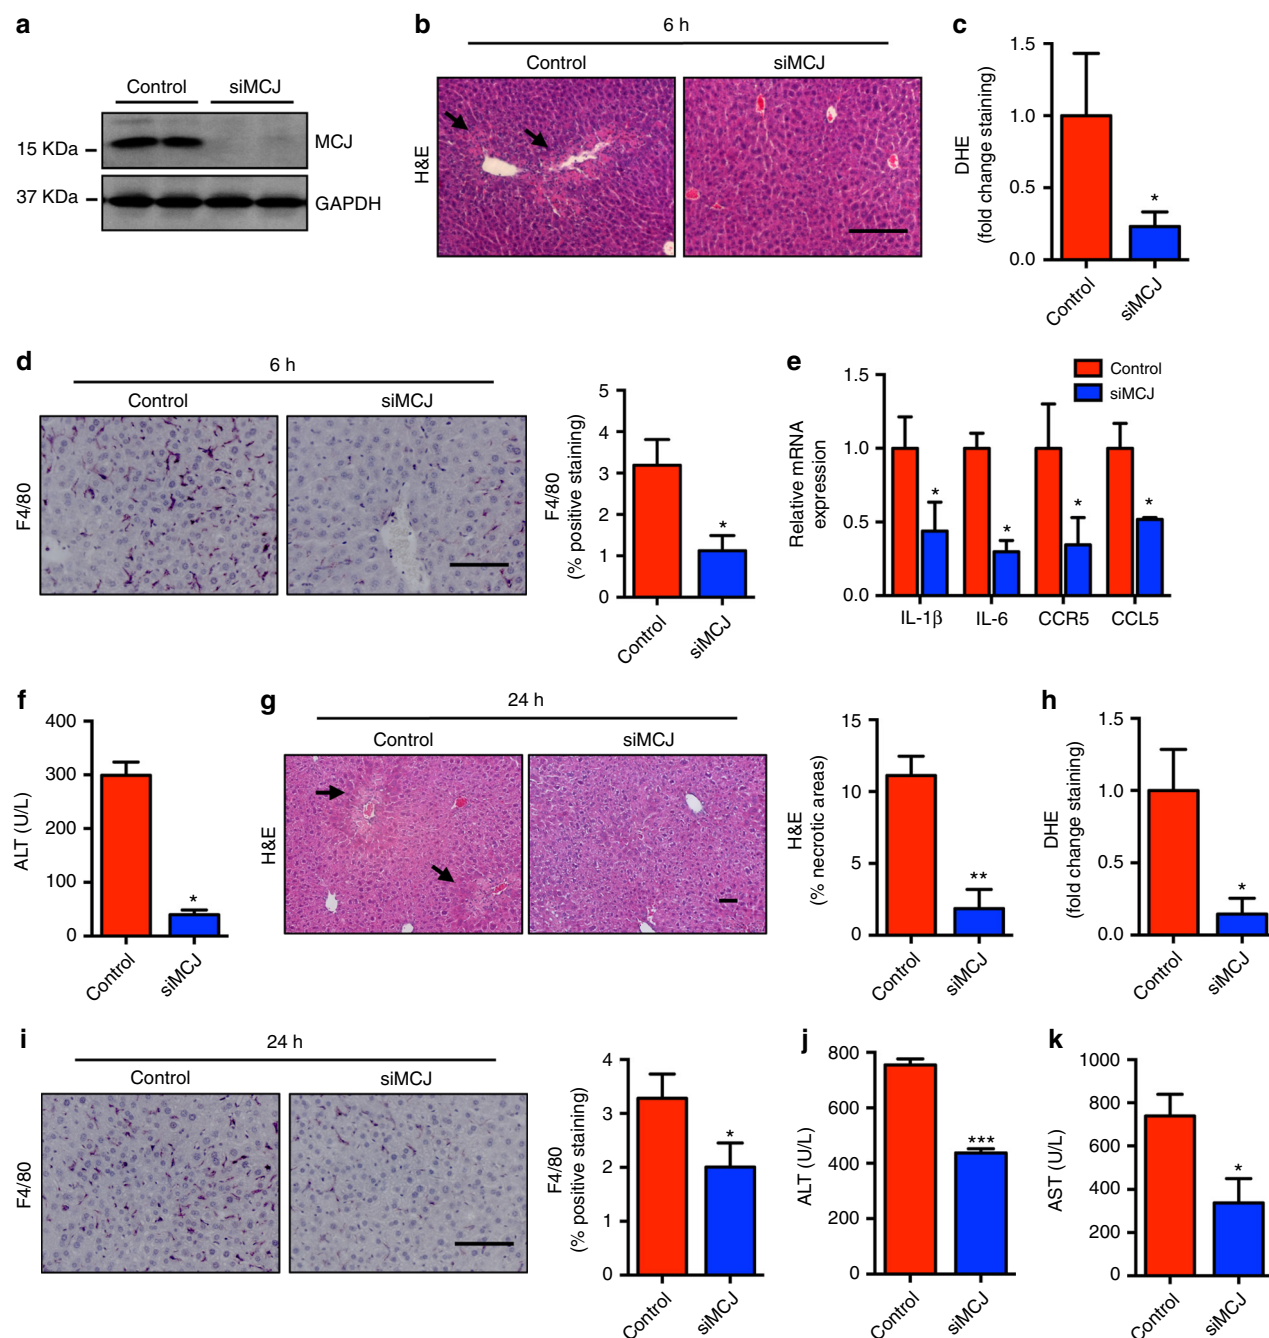 a
Control siMCJ
15 KDa
MCJ
37 KDa
GAPDH
b
6 h
Control siMCJ
H&E
c
DHE
(fold change staining)
1.5
1.0
0.5
0.0
*
Control
siMCJ
d
6 h
Control siMCJ
F4/80
F4/80
(% positive staining)
5
4
3
2
1
0
*
Control
siMCJ
e
Control
siMCJ
Relative mRNA
expression
1.5
1.0
0.5
0.0
* * * *
IL-1β IL-6 CCR5 CCL5
f
ALT (U/L)
400
300
200
100
0
*
Control
siMCJ
g
24 h
Control siMCJ
H&E
H&E
(% necrotic areas)
15
10
5
0
**
Control
siMCJ
h
DHE
(fold change staining)
1.5
1.0
0.5
0.0
*
Control
siMCJ
i
24 h
Control siMCJ
F4/80
F4/80
(% positive staining)
4
3
2
1
0
*
Control
siMCJ
j
ALT (U/L)
800
600
400
200
0
***
Control
siMCJ
k
AST (U/L)
1000
800
600
400
200
0
*
Control
siMCJ